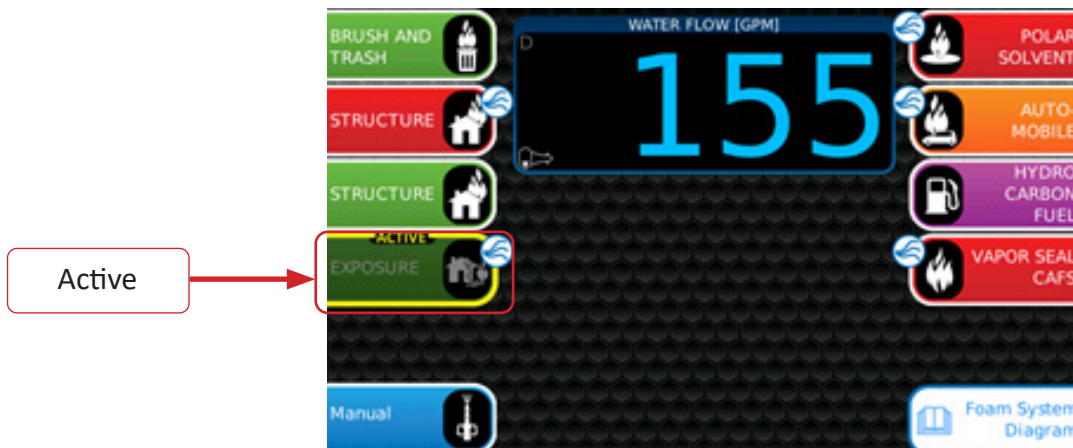 BRUSH AND
TRASH
STRUCTURE
STRUCTURE
ACTIVE
EXPOSURE
Manual
Active
WATER FLOW [GPM]
D
155
POLAR
SOLVENT
AUTO-
MOBILE
HYDRO
CARBON
FUEL
VAPOR SEAL
CAFS
Foam System
Diagram